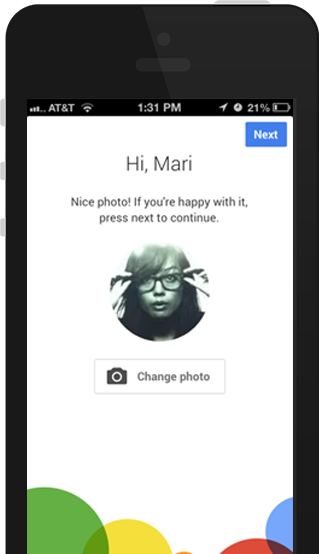 AT&T 1:31 PM 21%
Next
Hi, Mari
Nice photo! If you're happy with it,
press next to continue.
Change photo